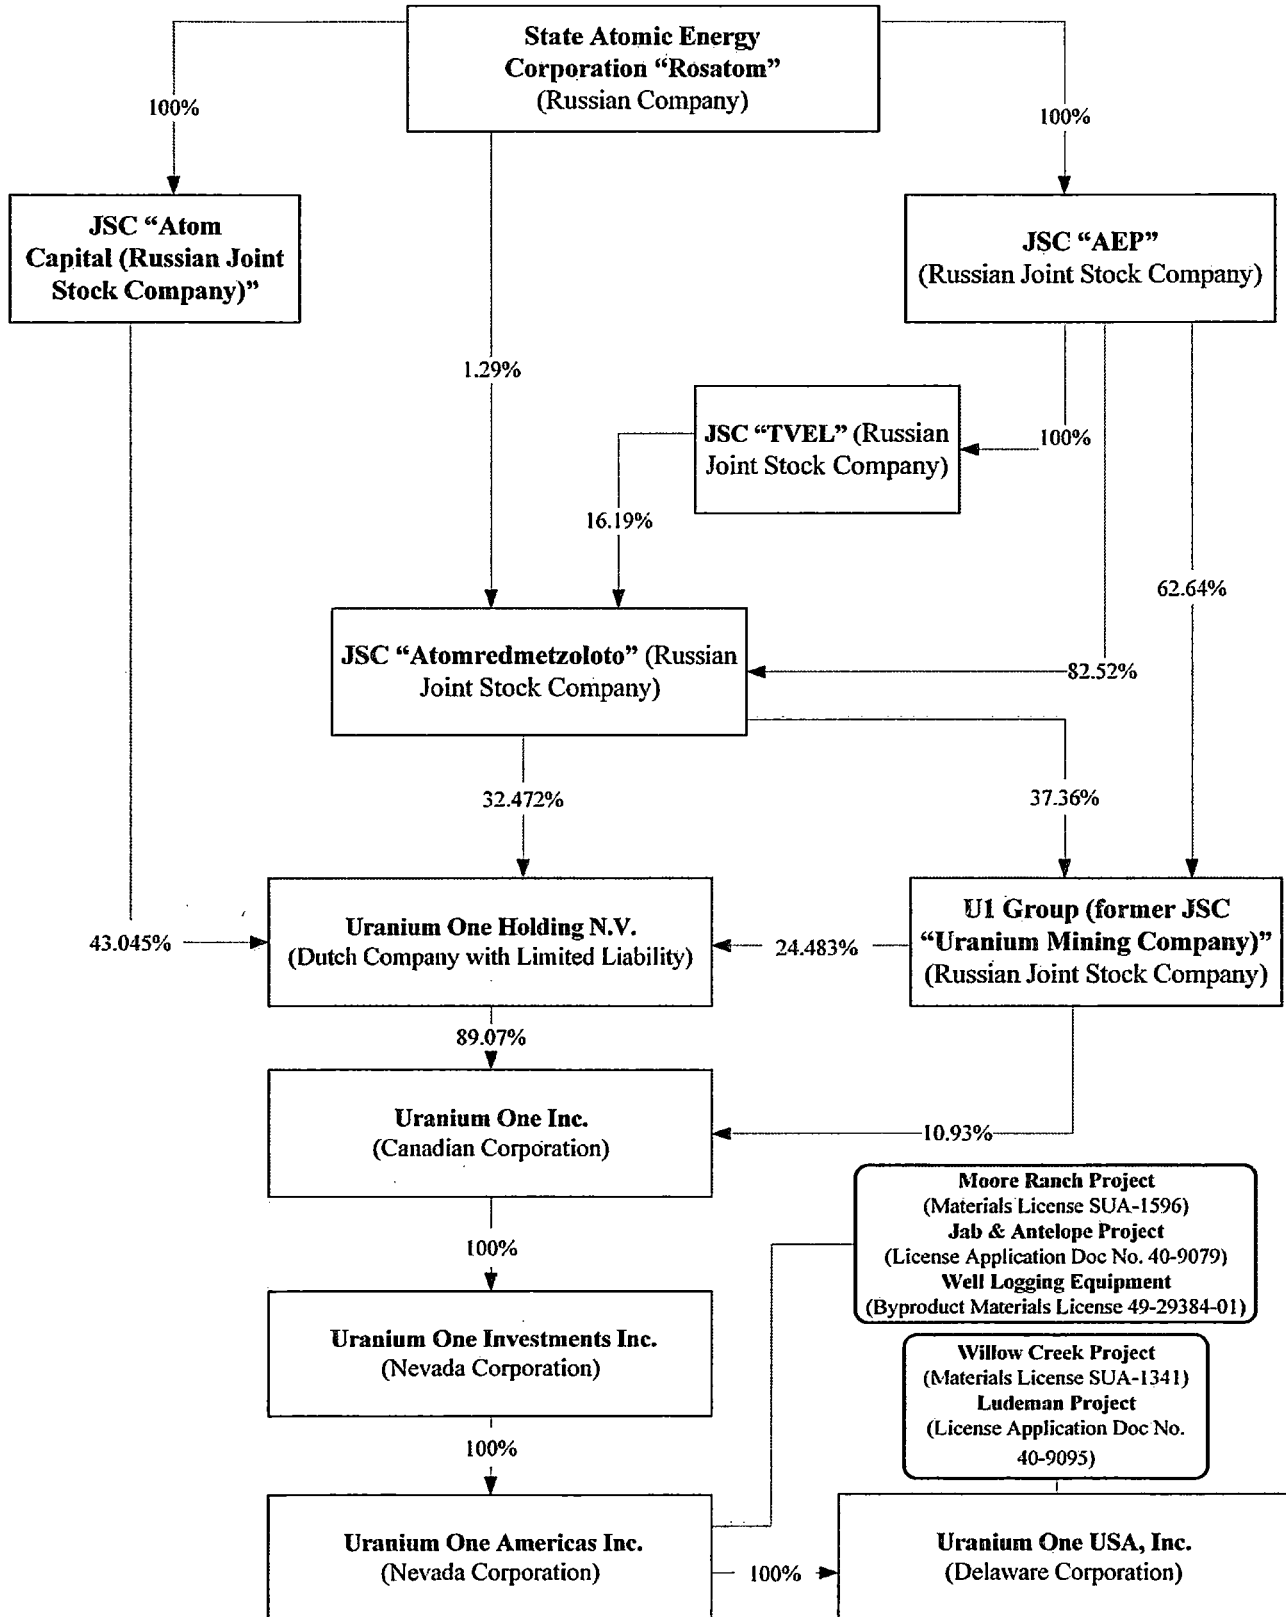 State Atomic Energy
Corporation “Rosatom”
(Russian Company)
100%
100%
JSC “Atom
Capital (Russian Joint
Stock Company)”
JSC “AEP”
(Russian Joint Stock Company)
1.29%
JSC “TVEL” (Russian
Joint Stock Company)
100%
16.19%
62.64%
JSC “Atomredmetzoloto” (Russian
Joint Stock Company)
82.52%
32.472%
37.36%
43.045%
Uranium One Holding N.V.
(Dutch Company with Limited Liability)
24.483%
U1 Group (former JSC
“Uranium Mining Company)”
(Russian Joint Stock Company)
89.07%
Uranium One Inc.
(Canadian Corporation)
10.93%
Moore Ranch Project
(Materials License SUA-1596)
Jab & Antelope Project
(License Application Doc No. 40-9079)
Well Logging Equipment
(Byproduct Materials License 49-29384-01)
100%
Uranium One Investments Inc.
(Nevada Corporation)
Willow Creek Project
(Materials License SUA-1341)
Ludeman Project
(License Application Doc No.
40-9095)
100%
Uranium One Americas Inc.
(Nevada Corporation)
100%
Uranium One USA, Inc.
(Delaware Corporation)